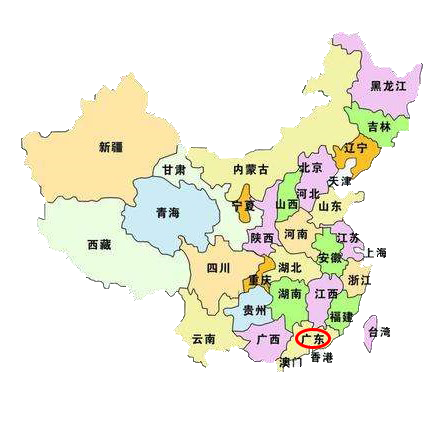 黑龙江
吉林
辽宁
新疆
甘肃
内蒙古
北京
天津
河北
山西
山东
宁夏
青海
陕西
河南
江苏
西藏
上海
安徽
四川
湖北
重庆
浙江
湖南
江西
贵州
福建
云南
广西
广东
台湾
香港
澳门